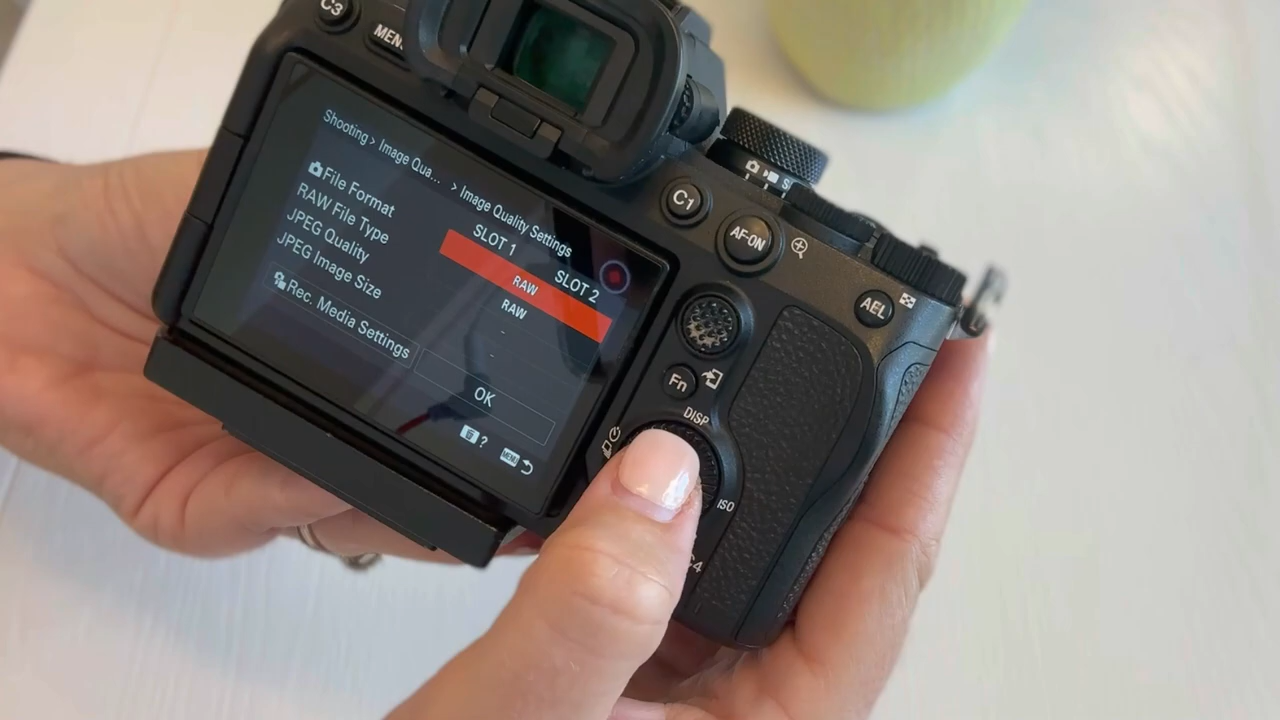 C3
MENU
Shooting > Image Qua... > Image Quality Settings
SLOT 1 SLOT 2
File Format RAW
RAW File Type RAW
JPEG Quality -
JPEG Image Size -
Rec. Media Settings
OK
?
MENU
S
C1
AF-ON
AEL
Fn
DISP
ISO
C4